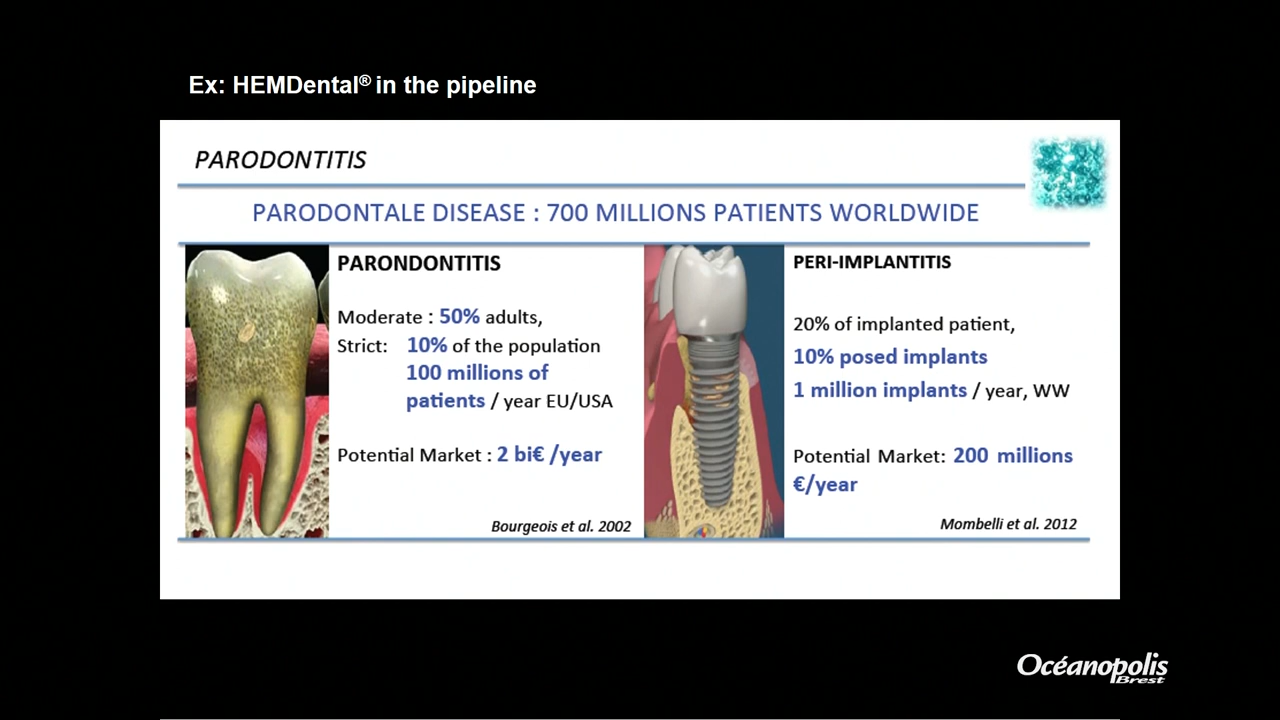 Ex: HEMDental® in the pipeline
PARODONTITIS
PARODONTALE DISEASE : 700 MILLIONS PATIENTS WORLDWIDE
PARONDONTITIS
Moderate : 50% adults,
Strict: 10% of the population
100 millions of
patients / year EU/USA
Potential Market : 2 bi€ /year
Bourgeois et al. 2002
PERI-IMPLANTITIS
20% of implanted patient,
10% posed implants
1 million implants / year, WW
Potential Market: 200 millions
€/year
Mombelli et al. 2012
Océanopolis
Brest